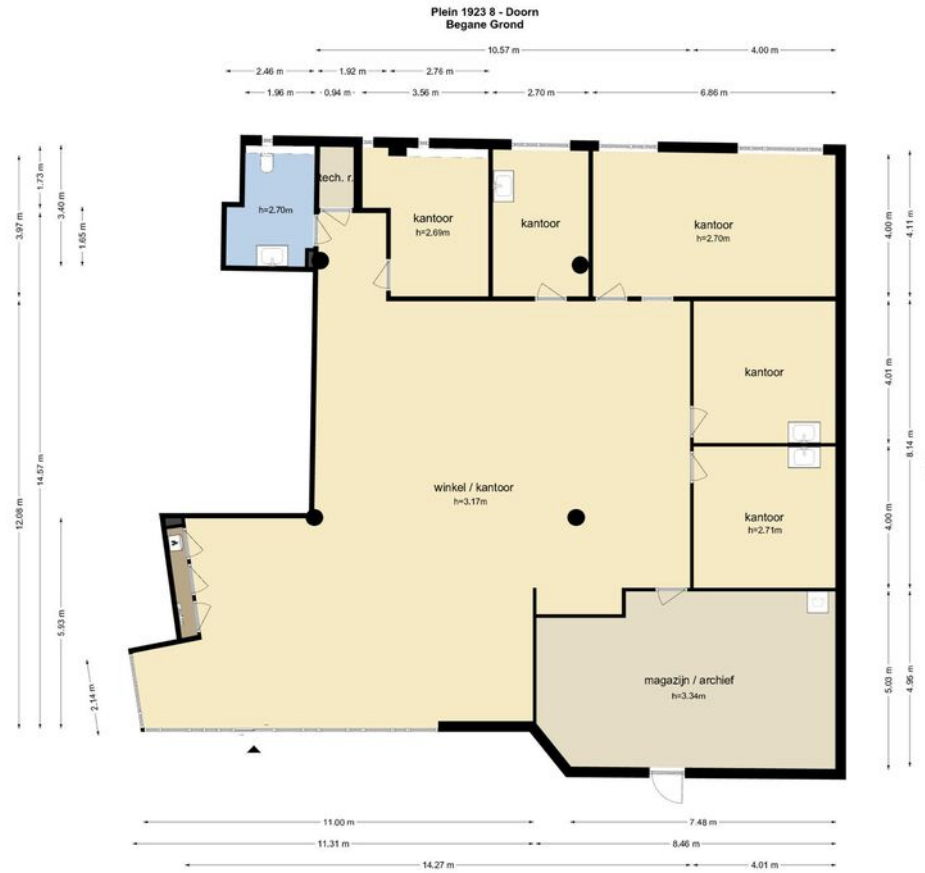 Plein 1923 8 - Doorn
Begane Grond
10.57 m
4.00 m
2.46 m
1.92 m
2.76 m
1.96 m
0.94 m
3.56 m
2.70 m
6.86 m
tech. r.
h=2.70m
kantoor
h=2.69m
kantoor
kantoor
h=2.70m
kantoor
kantoor
h=2.71m
winkel / kantoor
h=3.17m
magazijn / archief
h=3.34m
3.97 m
12.08 m
1.73 m
14.57 m
3.40 m
5.93 m
1.65 m
2.14 m
4.00 m
4.01 m
4.00 m
5.03 m
4.11 m
8.14 m
4.95 m
11.00 m
7.48 m
11.31 m
8.46 m
14.27 m
4.01 m